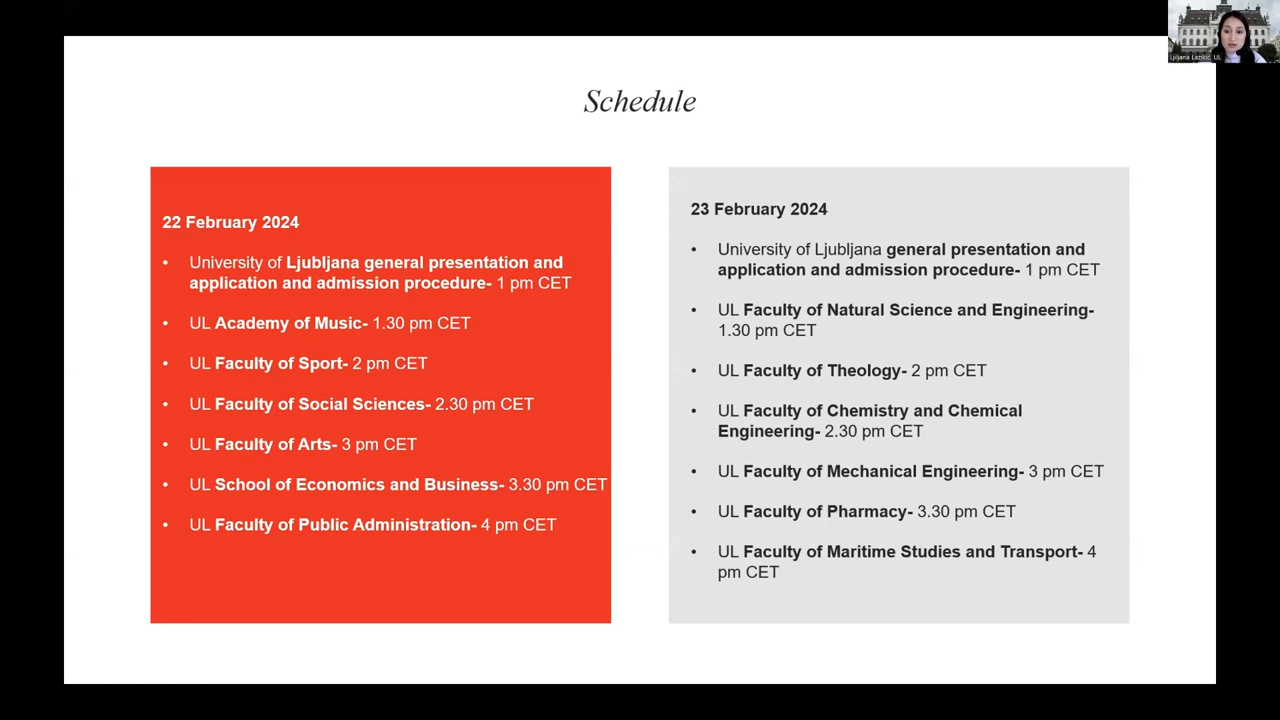 Schedule
22 February 2024
• University of Ljubljana general presentation and
application and admission procedure- 1 pm CET
• UL Academy of Music- 1.30 pm CET
• UL Faculty of Sport- 2 pm CET
• UL Faculty of Social Sciences- 2.30 pm CET
• UL Faculty of Arts- 3 pm CET
• UL School of Economics and Business- 3.30 pm CET
• UL Faculty of Public Administration- 4 pm CET
23 February 2024
• University of Ljubljana general presentation and
application and admission procedure- 1 pm CET
• UL Faculty of Natural Science and Engineering-
1.30 pm CET
• UL Faculty of Theology- 2 pm CET
• UL Faculty of Chemistry and Chemical
Engineering- 2.30 pm CET
• UL Faculty of Mechanical Engineering- 3 pm CET
• UL Faculty of Pharmacy- 3.30 pm CET
• UL Faculty of Maritime Studies and Transport- 4
pm CET
UL